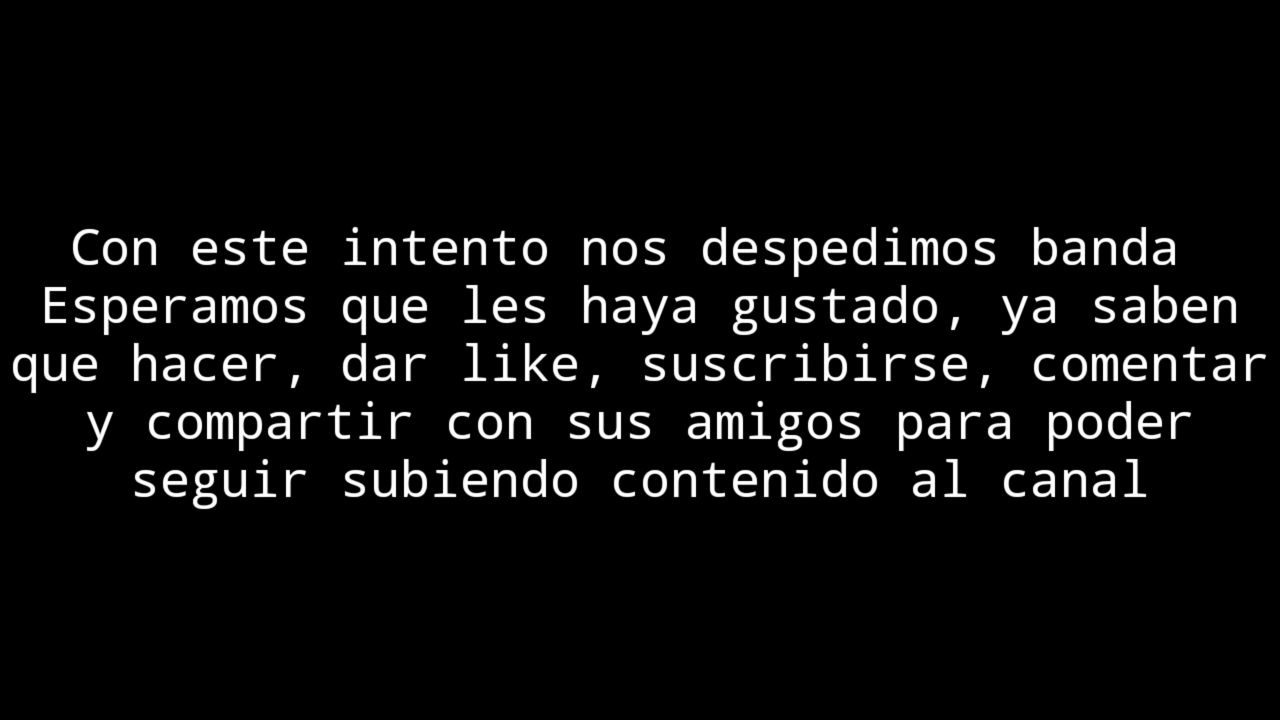 Con este intento nos despedimos banda
Esperamos que les haya gustado, ya saben
que hacer, dar like, suscribirse, comentar
y compartir con sus amigos para poder
seguir subiendo contenido al canal